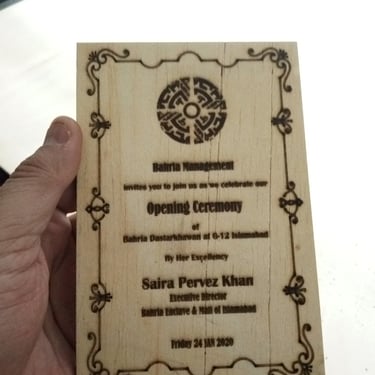 Bahria Management
invites you to join us as we celebrate our
Opening Ceremony
of
Bahria Dastarkhawan at G-12 Islamabad
By Her Excellency
Saira Pervez Khan
Executive Director
Bahria Enclave & Mall of Islamabad
Friday 24 JAN 2020